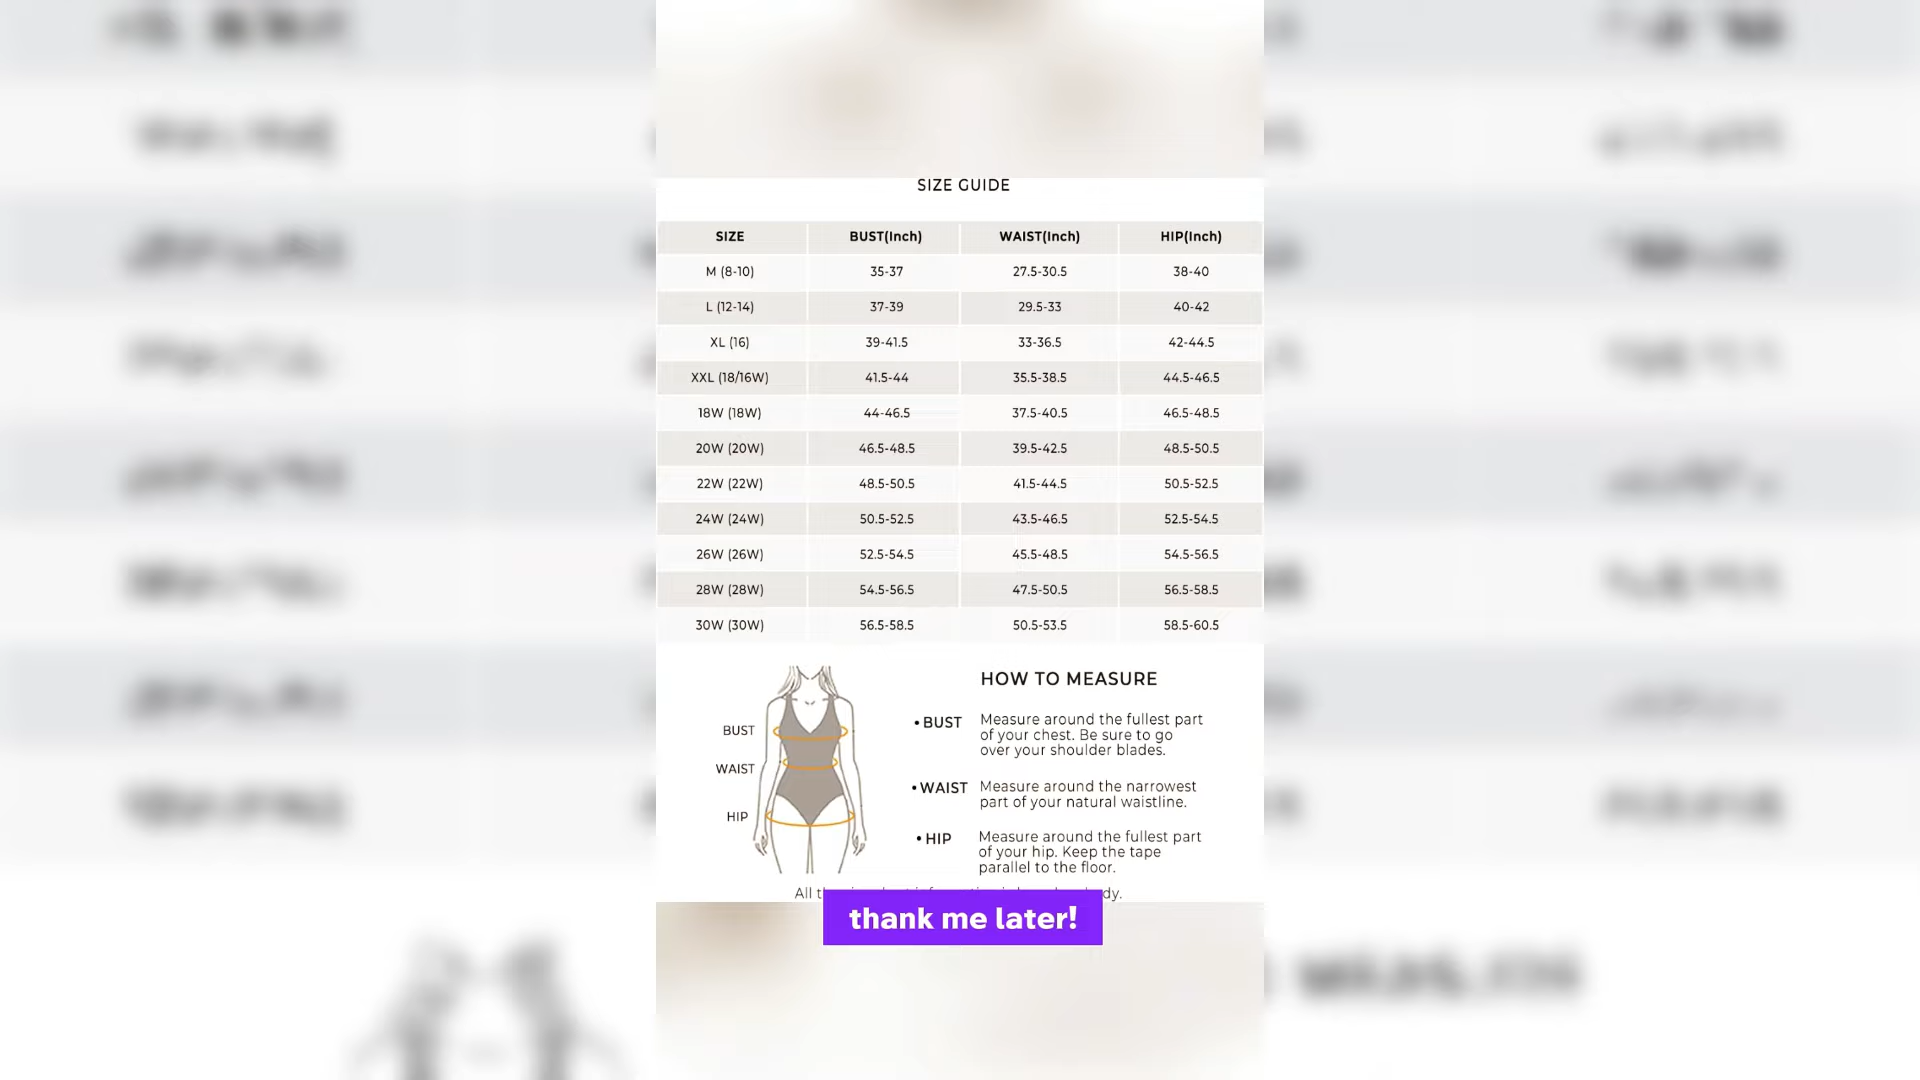 SIZE GUIDE
SIZE BUST(Inch) WAIST(Inch) HIP(Inch)
M (8-10) 35-37 27.5-30.5 38-40
L (12-14) 37-39 29.5-33 40-42
XL (16) 39-41.5 33-36.5 42-44.5
XXL (18/16W) 41.5-44 35.5-38.5 44.5-46.5
18W (18W) 44-46.5 37.5-40.5 46.5-48.5
20W (20W) 46.5-48.5 39.5-42.5 48.5-50.5
22W (22W) 48.5-50.5 41.5-44.5 50.5-52.5
24W (24W) 50.5-52.5 43.5-46.5 52.5-54.5
26W (26W) 52.5-54.5 45.5-48.5 54.5-56.5
28W (28W) 54.5-56.5 47.5-50.5 56.5-58.5
30W (30W) 56.5-58.5 50.5-53.5 58.5-60.5
BUST
WAIST
HIP
HOW TO MEASURE
• BUST Measure around the fullest part
of your chest. Be sure to go
over your shoulder blades.
• WAIST Measure around the narrowest
part of your natural waistline.
• HIP Measure around the fullest part
of your hip. Keep the tape
parallel to the floor.
All
thank me later!